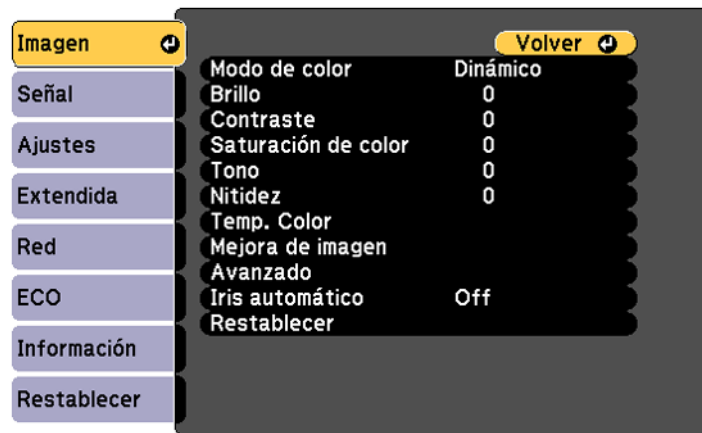 Imagen
Señal
Ajustes
Extendida
Red
ECO
Información
Restablecer
Volver
Modo de color Dinámico
Brillo 0
Contraste 0
Saturación de color 0
Tono 0
Nitidez 0
Temp. Color
Mejora de imagen
Avanzado
Iris automático Off
Restablecer